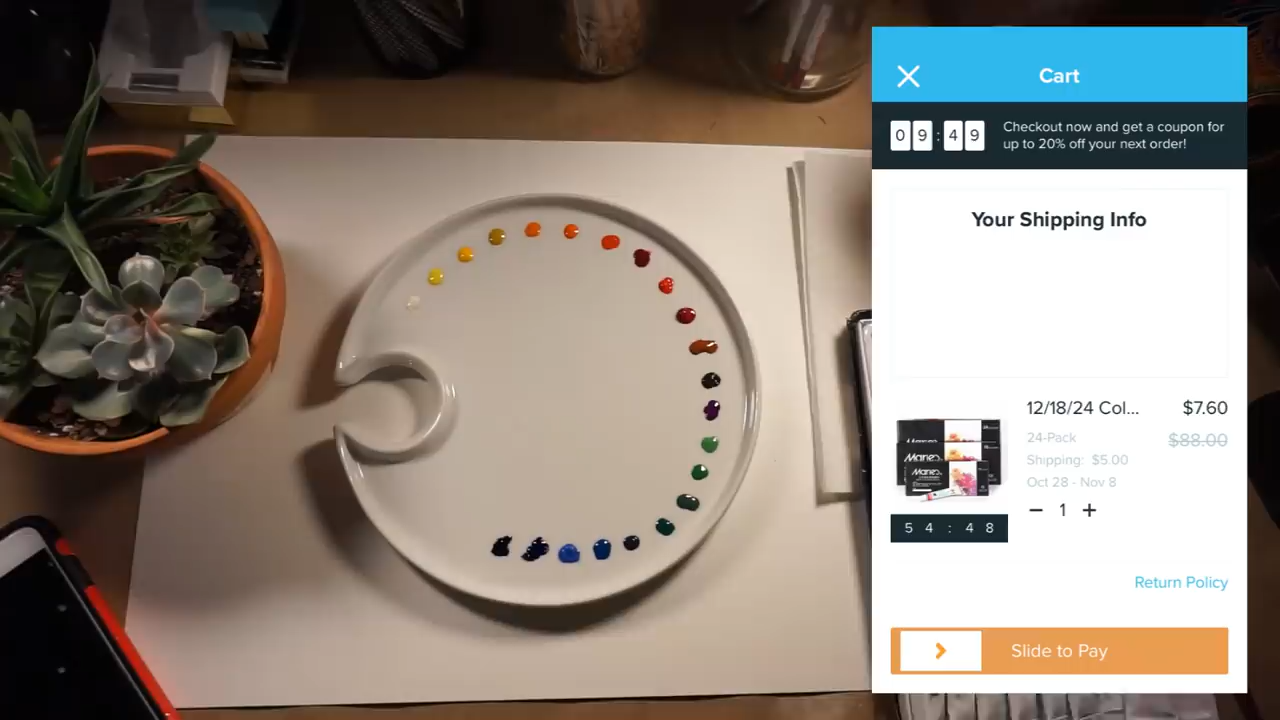 Cart
09:49
Checkout now and get a coupon for
up to 20% off your next order!
Your Shipping Info
12/18/24 Col...
$7.60
24-Pack
$88.00
Shipping: $5.00
Oct 28 - Nov 8
− 1 +
Marie's
Marie's
54:48
Return Policy
Slide to Pay